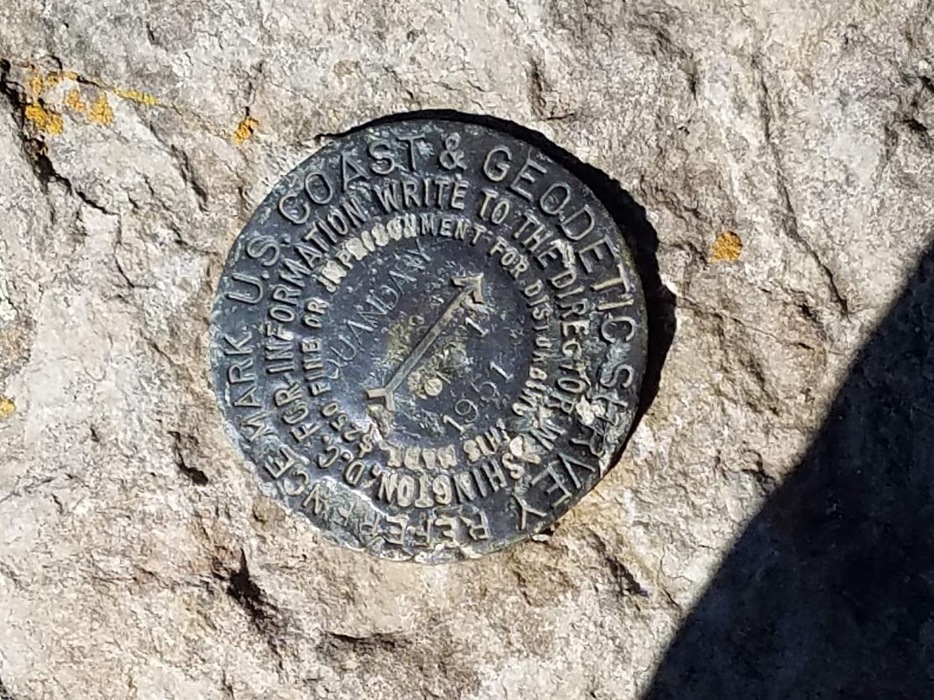 U.S. COAST & GEODETIC SURVEY REFERENCE MARK
FOR INFORMATION WRITE TO THE DIRECTOR, WASHINGTON, D.C.
$250 FINE OR IMPRISONMENT FOR DISTURBING THIS MARK.
QUANDARY
1
1951